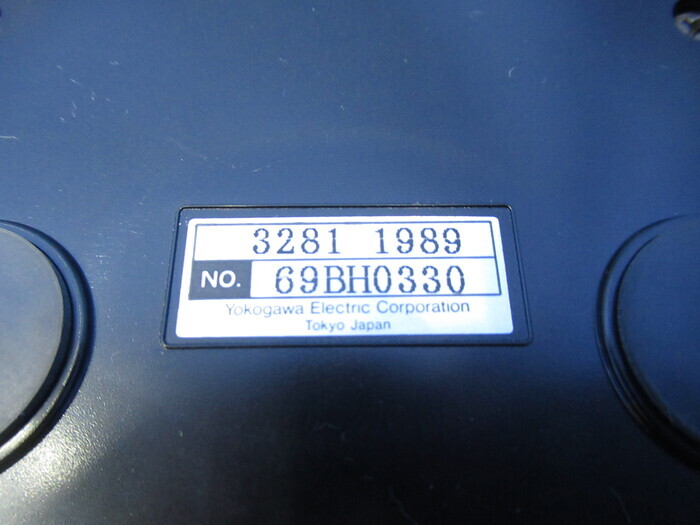 3281 1989
NO. 69BH0330
Yokogawa Electric Corporation
Tokyo Japan